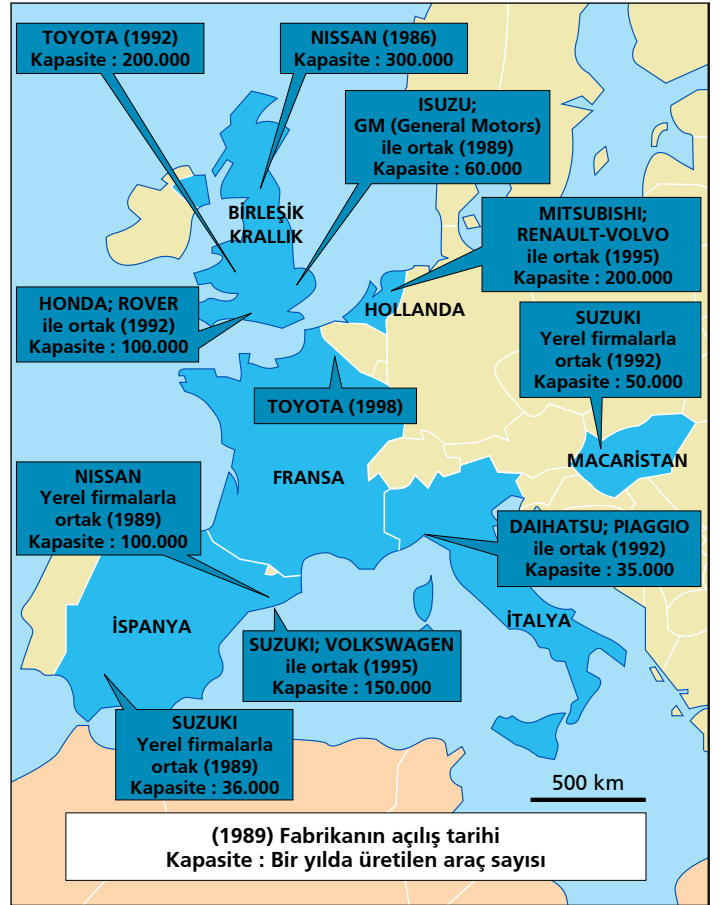 TOYOTA (1992)
Kapasite : 200.000
NISSAN (1986)
Kapasite : 300.000
ISUZU;
GM (General Motors)
ile ortak (1989)
Kapasite : 60.000
BİRLEŞİK
KRALLIK
MITSUBISHI;
RENAULT-VOLVO
ile ortak (1995)
Kapasite : 200.000
HONDA; ROVER
ile ortak (1992)
Kapasite : 100.000
HOLLANDA
SUZUKI
Yerel firmalarla
ortak (1992)
Kapasite : 50.000
TOYOTA (1998)
MACARİSTAN
FRANSA
NISSAN
Yerel firmalarla
ortak (1989)
Kapasite : 100.000
DAIHATSU; PIAGGIO
ile ortak (1992)
Kapasite : 35.000
İSPANYA
İTALYA
SUZUKI; VOLKSWAGEN
ile ortak (1995)
Kapasite : 150.000
SUZUKI
Yerel firmalarla
ortak (1989)
Kapasite : 36.000
500 km
(1989) Fabrikanın açılış tarihi
Kapasite : Bir yılda üretilen araç sayısı